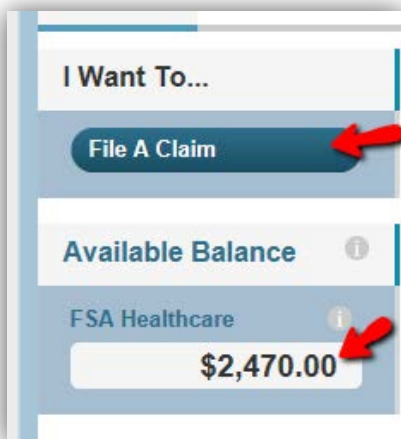 I Want To...
File A Claim
Available Balance
FSA Healthcare
$2,470.00